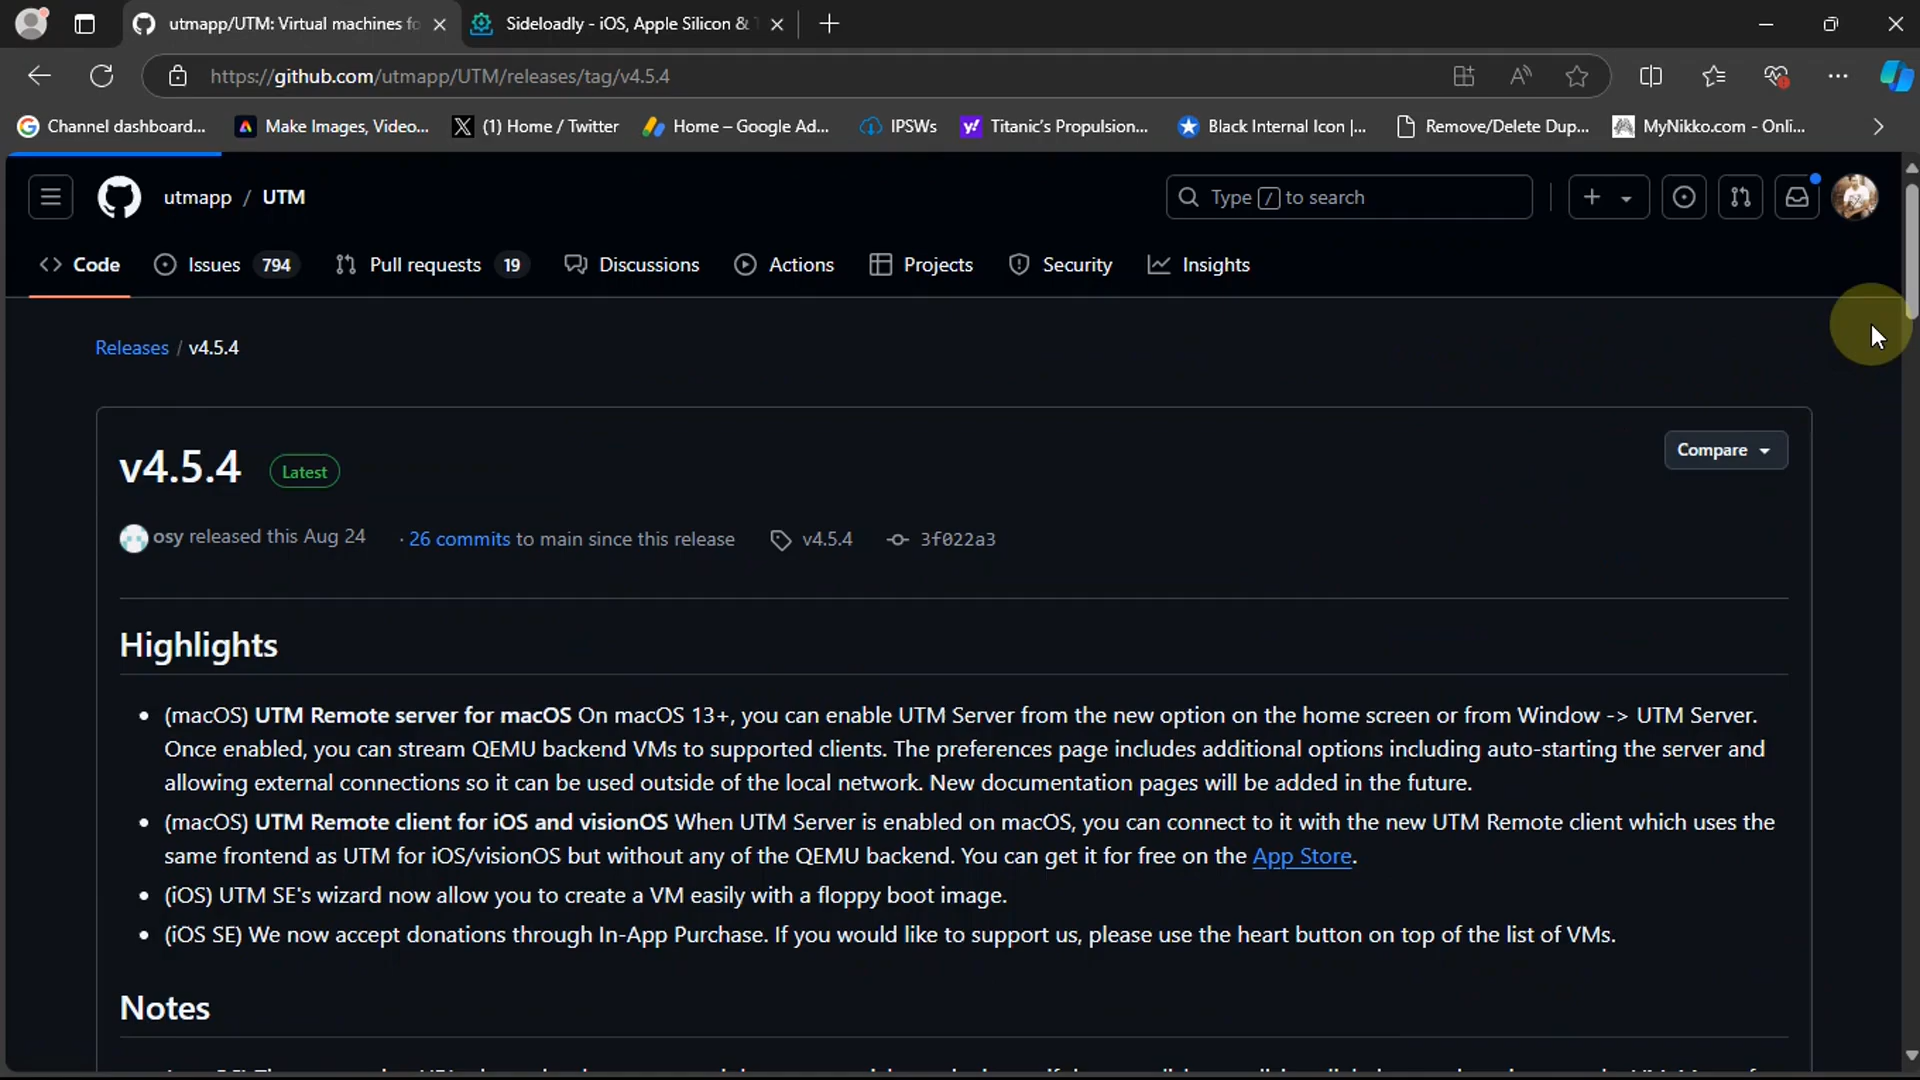 utmapp/UTM: Virtual machines fo
Sideloadly - iOS, Apple Silicon &
https://github.com/utmapp/UTM/releases/tag/v4.5.4
Channel dashboard...
Make Images, Video...
(1) Home / Twitter
Home – Google Ad...
IPSWs
Titanic's Propulsion...
Black Internal Icon |...
Remove/Delete Dup...
MyNikko.com - Onli...
utmapp / UTM
Type / to search
Code
Issues 794
Pull requests 19
Discussions
Actions
Projects
Security
Insights
Releases / v4.5.4
v4.5.4 Latest
Compare
osy released this Aug 24 · 26 commits to main since this release v4.5.4 3f022a3
Highlights
• (macOS) UTM Remote server for macOS On macOS 13+, you can enable UTM Server from the new option on the home screen or from Window -> UTM Server.
Once enabled, you can stream QEMU backend VMs to supported clients. The preferences page includes additional options including auto-starting the server and
allowing external connections so it can be used outside of the local network. New documentation pages will be added in the future.
• (macOS) UTM Remote client for iOS and visionOS When UTM Server is enabled on macOS, you can connect to it with the new UTM Remote client which uses the
same frontend as UTM for iOS/visionOS but without any of the QEMU backend. You can get it for free on the App Store.
• (iOS) UTM SE's wizard now allow you to create a VM easily with a floppy boot image.
• (iOS SE) We now accept donations through In-App Purchase. If you would like to support us, please use the heart button on top of the list of VMs.
Notes